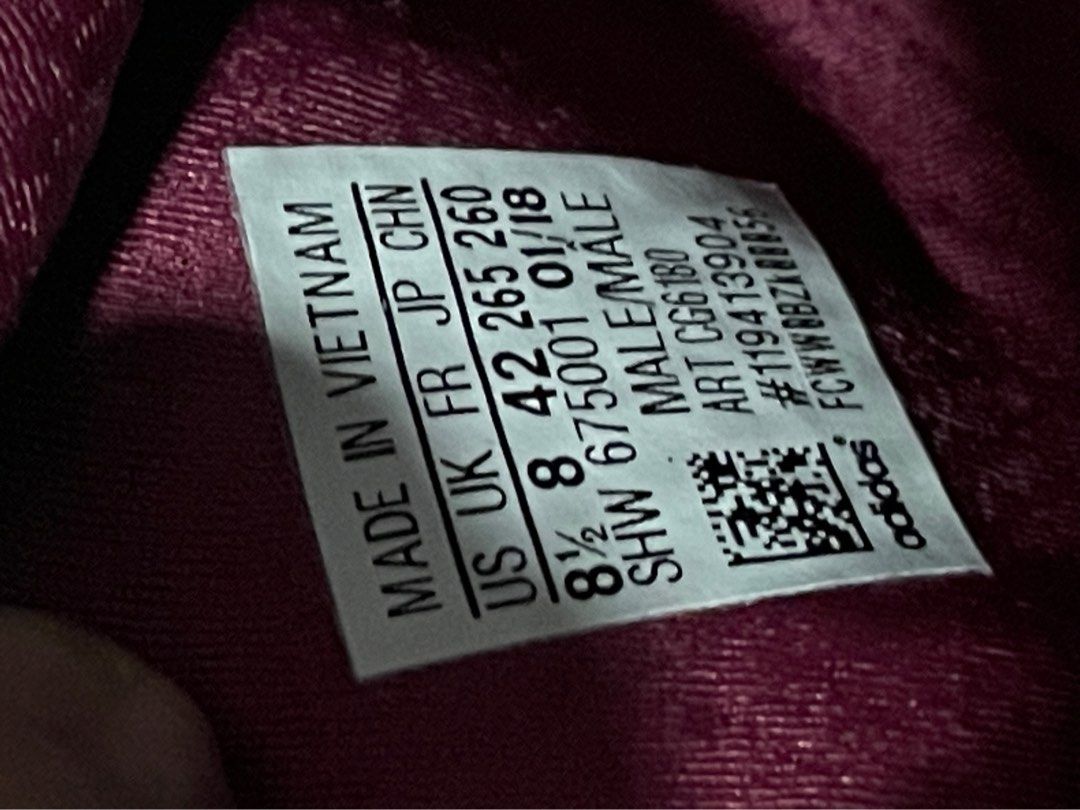 MADE IN VIETNAM
US UK FR JP CHN
8½ 8 42 265 260
SHW 675001 01/18
MALE/MÂLE
ART CG6180
#119413904
adidas